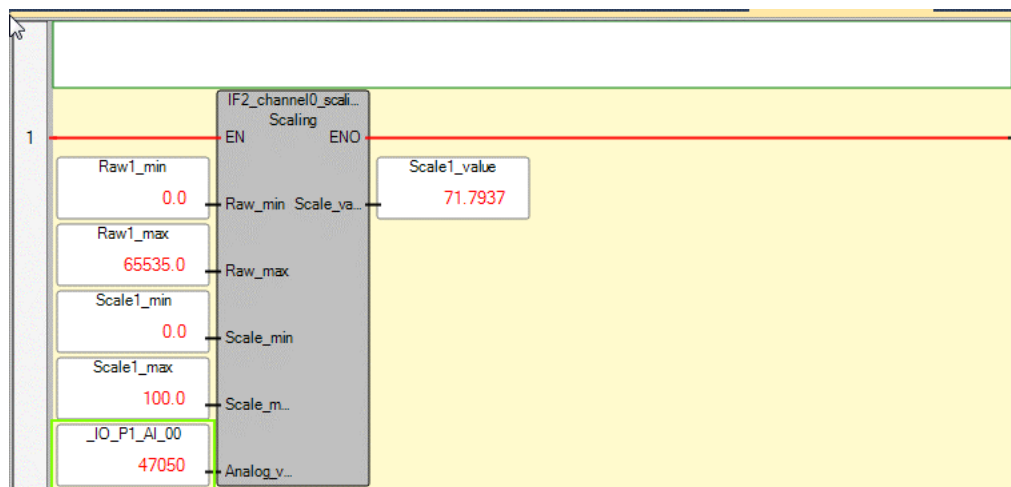 IF2_channel0_scali...
Scaling
1
EN ENO
Raw1_min
0.0
Raw_min Scale_va...
Scale1_value
71.7937
Raw1_max
65535.0
Raw_max
Scale1_min
0.0
Scale_min
Scale1_max
100.0
Scale_m...
_IO_P1_AI_00
47050
Analog_v...